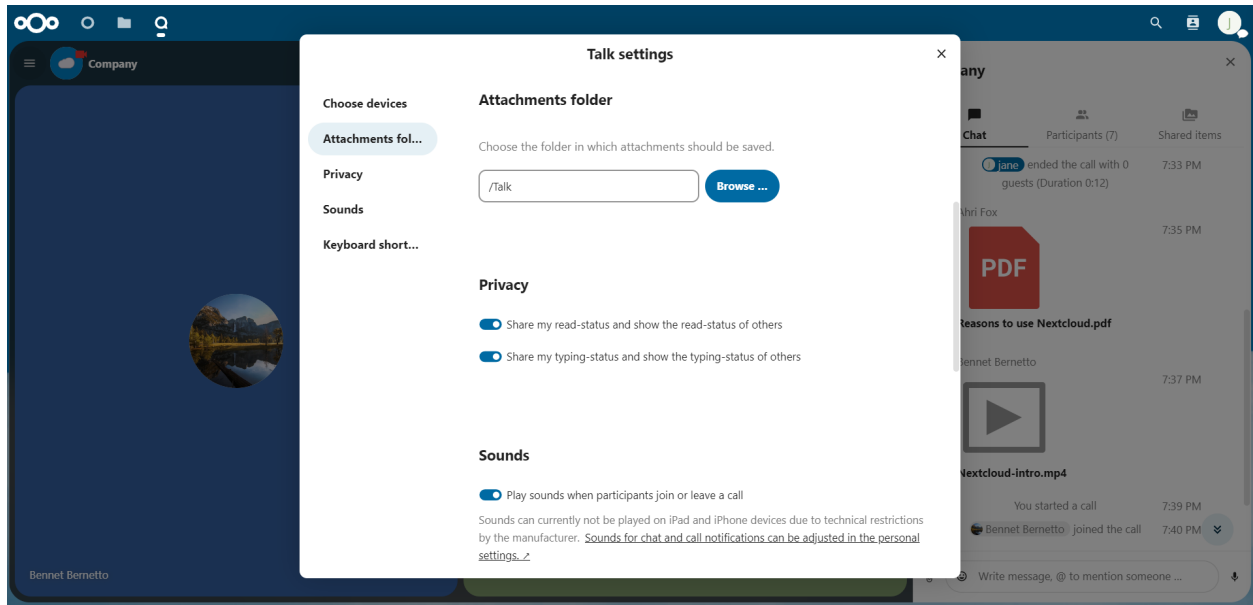 J
Company
Talk settings
Choose devices
Attachments fol...
Privacy
Sounds
Keyboard short...
Attachments folder
Choose the folder in which attachments should be saved.
/Talk
Browse ...
Privacy
Share my read-status and show the read-status of others
Share my typing-status and show the typing-status of others
Sounds
Play sounds when participants join or leave a call
Sounds can currently not be played on iPad and iPhone devices due to technical restrictions
by the manufacturer. Sounds for chat and call notifications can be adjusted in the personal
settings. ↗
any
Chat
Participants (7)
Shared items
jane ended the call with 0 7:33 PM
guests (Duration 0:12)
Ahri Fox
7:35 PM
PDF
Reasons to use Nextcloud.pdf
Bennet Bernetto
7:37 PM
Nextcloud-intro.mp4
You started a call 7:39 PM
Bennet Bernetto joined the call 7:40 PM
Write message, @ to mention someone ...
Bennet Bernetto